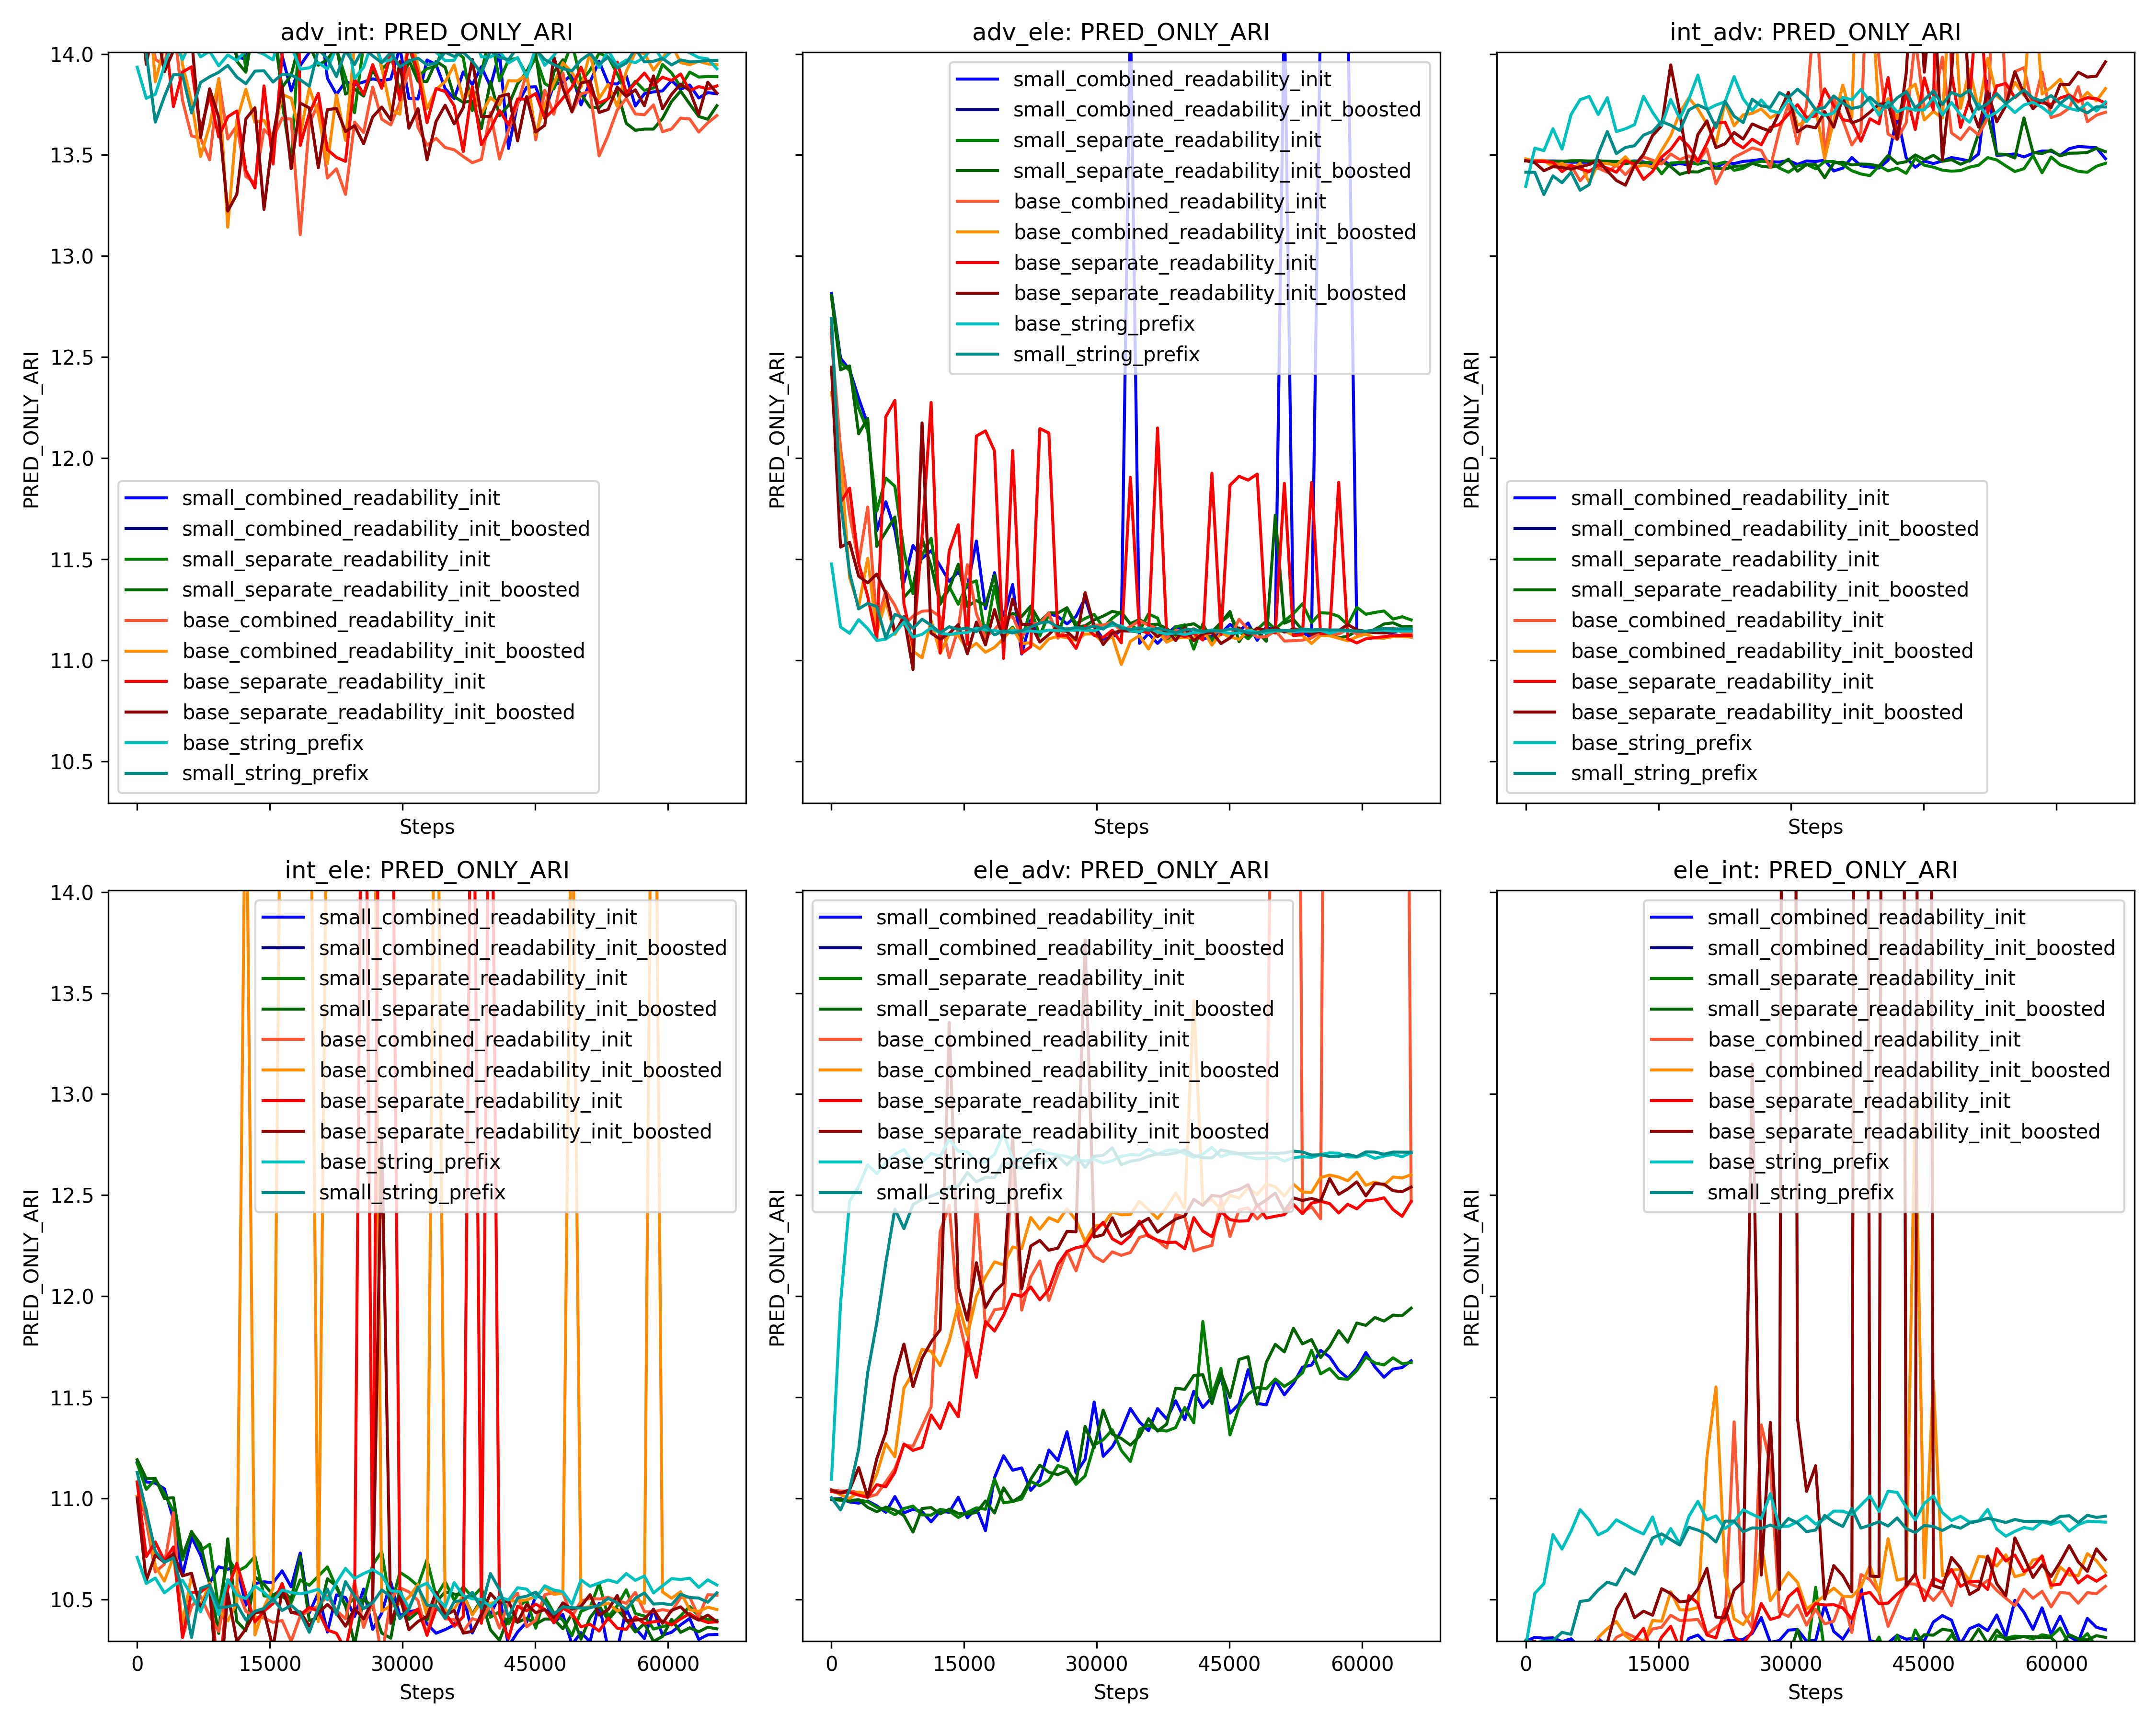 adv_int: PRED_ONLY_ARI
14.0
13.5
13.0
12.5
12.0
11.5
11.0
10.5
PRED_ONLY_ARI
small_combined_readability_init
small_combined_readability_init_boosted
small_separate_readability_init
small_separate_readability_init_boosted
base_combined_readability_init
base_combined_readability_init_boosted
base_separate_readability_init
base_separate_readability_init_boosted
base_string_prefix
small_string_prefix
Steps
adv_ele: PRED_ONLY_ARI
PRED_ONLY_ARI
small_combined_readability_init
small_combined_readability_init_boosted
small_separate_readability_init
small_separate_readability_init_boosted
base_combined_readability_init
base_combined_readability_init_boosted
base_separate_readability_init
base_separate_readability_init_boosted
base_string_prefix
small_string_prefix
Steps
int_adv: PRED_ONLY_ARI
PRED_ONLY_ARI
small_combined_readability_init
small_combined_readability_init_boosted
small_separate_readability_init
small_separate_readability_init_boosted
base_combined_readability_init
base_combined_readability_init_boosted
base_separate_readability_init
base_separate_readability_init_boosted
base_string_prefix
small_string_prefix
Steps
int_ele: PRED_ONLY_ARI
14.0
13.5
13.0
12.5
12.0
11.5
11.0
10.5
PRED_ONLY_ARI
small_combined_readability_init
small_combined_readability_init_boosted
small_separate_readability_init
small_separate_readability_init_boosted
base_combined_readability_init
base_combined_readability_init_boosted
base_separate_readability_init
base_separate_readability_init_boosted
base_string_prefix
small_string_prefix
0 15000 30000 45000 60000
Steps
ele_adv: PRED_ONLY_ARI
PRED_ONLY_ARI
small_combined_readability_init
small_combined_readability_init_boosted
small_separate_readability_init
small_separate_readability_init_boosted
base_combined_readability_init
base_combined_readability_init_boosted
base_separate_readability_init
base_separate_readability_init_boosted
base_string_prefix
small_string_prefix
0 15000 30000 45000 60000
Steps
ele_int: PRED_ONLY_ARI
PRED_ONLY_ARI
small_combined_readability_init
small_combined_readability_init_boosted
small_separate_readability_init
small_separate_readability_init_boosted
base_combined_readability_init
base_combined_readability_init_boosted
base_separate_readability_init
base_separate_readability_init_boosted
base_string_prefix
small_string_prefix
0 15000 30000 45000 60000
Steps